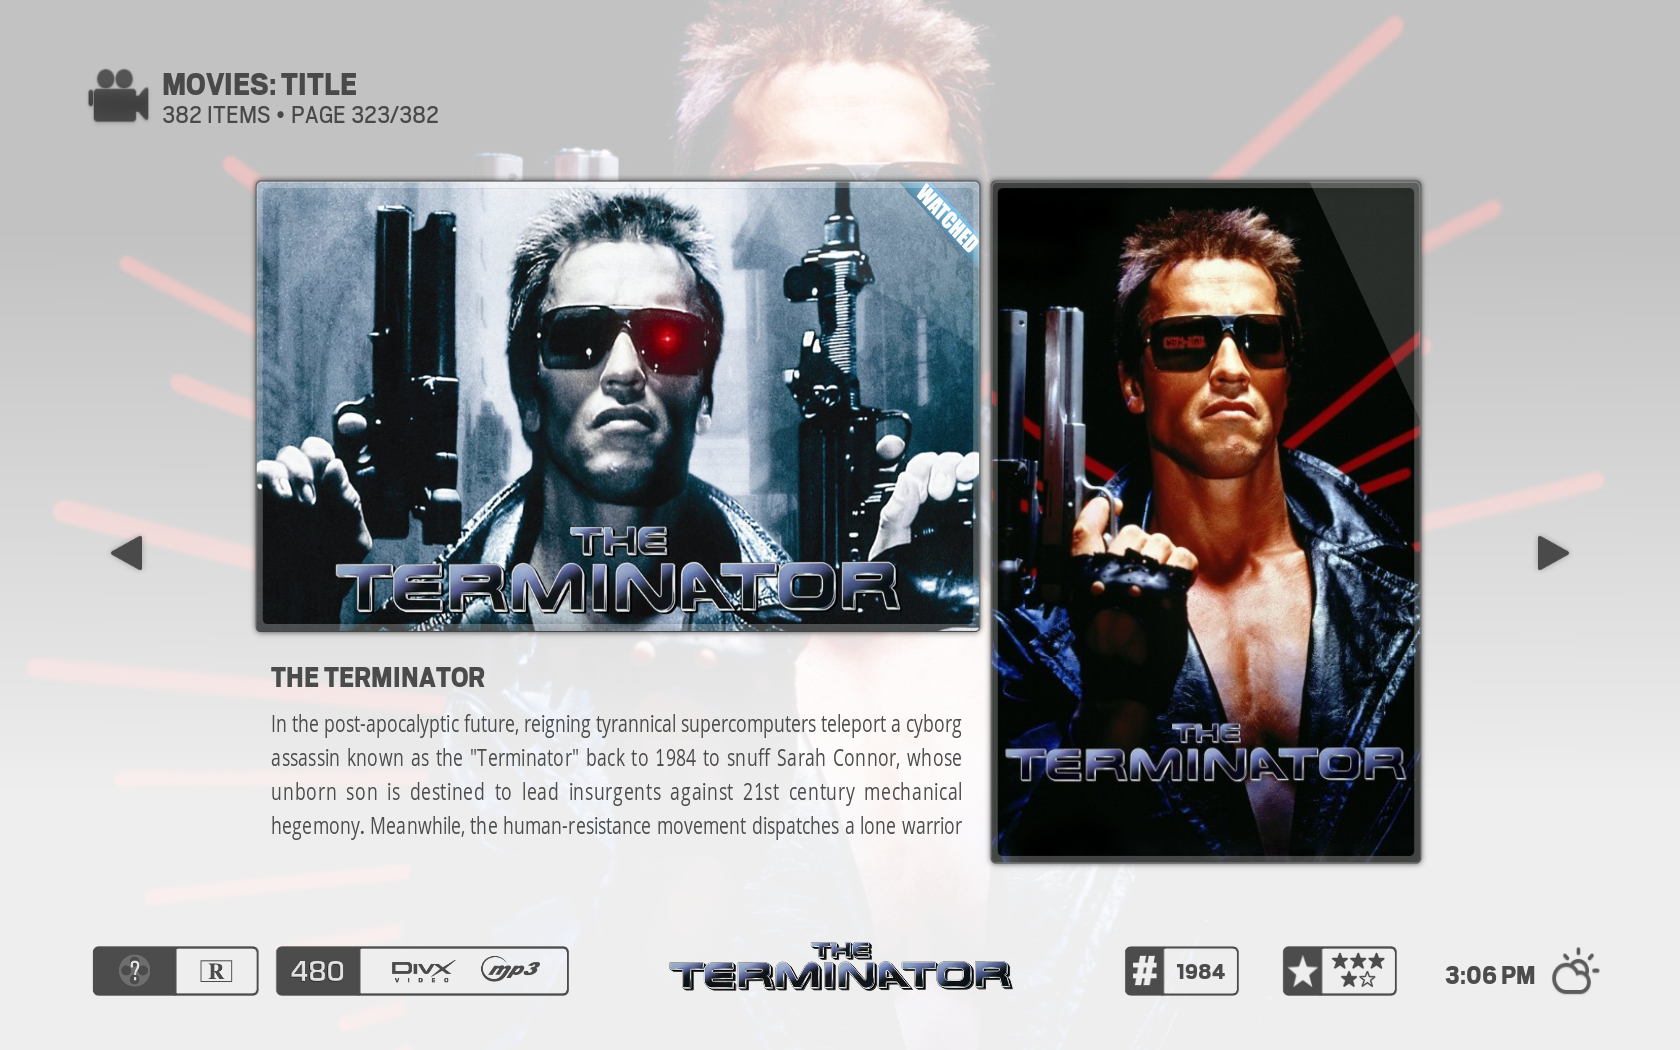 MOVIES: TITLE
382 ITEMS • PAGE 323/382
WATCHED
THE
TERMINATOR
THE
TERMINATOR
THE TERMINATOR
In the post-apocalyptic future, reigning tyrannical supercomputers teleport a cyborg
assassin known as the "Terminator" back to 1984 to snuff Sarah Connor, whose
unborn son is destined to lead insurgents against 21st century mechanical
hegemony. Meanwhile, the human-resistance movement dispatches a lone warrior
? R
480 DIVX VIDEO mp3
THE
TERMINATOR
# 1984
3:06 PM